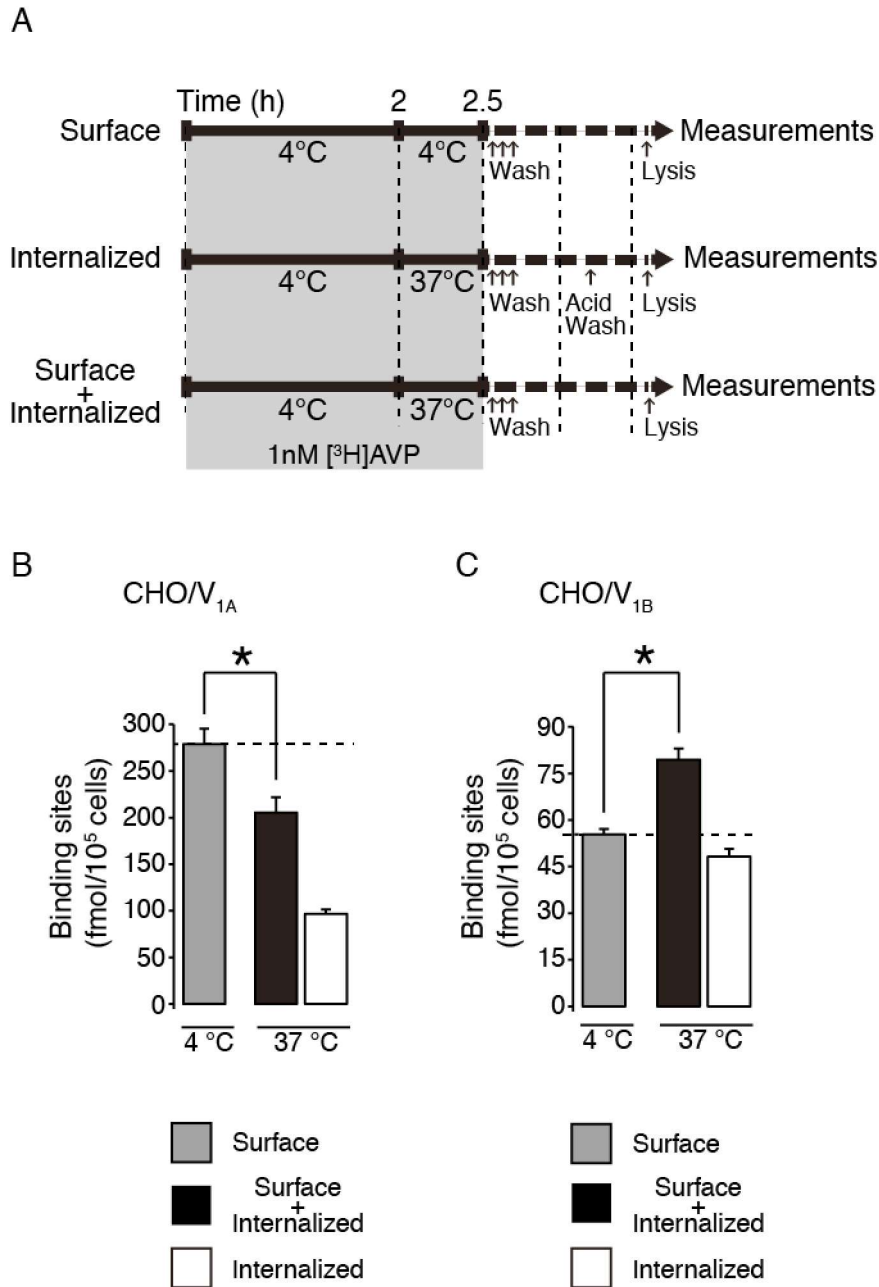 A
Time (h) 2 2.5
Surface 4°C 4°C Measurements
Wash Lysis
Internalized 4°C 37°C Measurements
Wash Acid Wash Lysis
Surface
+
Internalized 4°C 37°C Measurements
Wash Lysis
1nM [³H]AVP
B
CHO/V₁A
*
Binding sites
(fmol/10⁵ cells)
300
250
200
150
100
50
0
4 °C 37 °C
Surface
Surface
+
Internalized
Internalized
C
CHO/V₁B
*
Binding sites
(fmol/10⁵ cells)
90
75
60
45
30
15
0
4 °C 37 °C
Surface
Surface
+
Internalized
Internalized